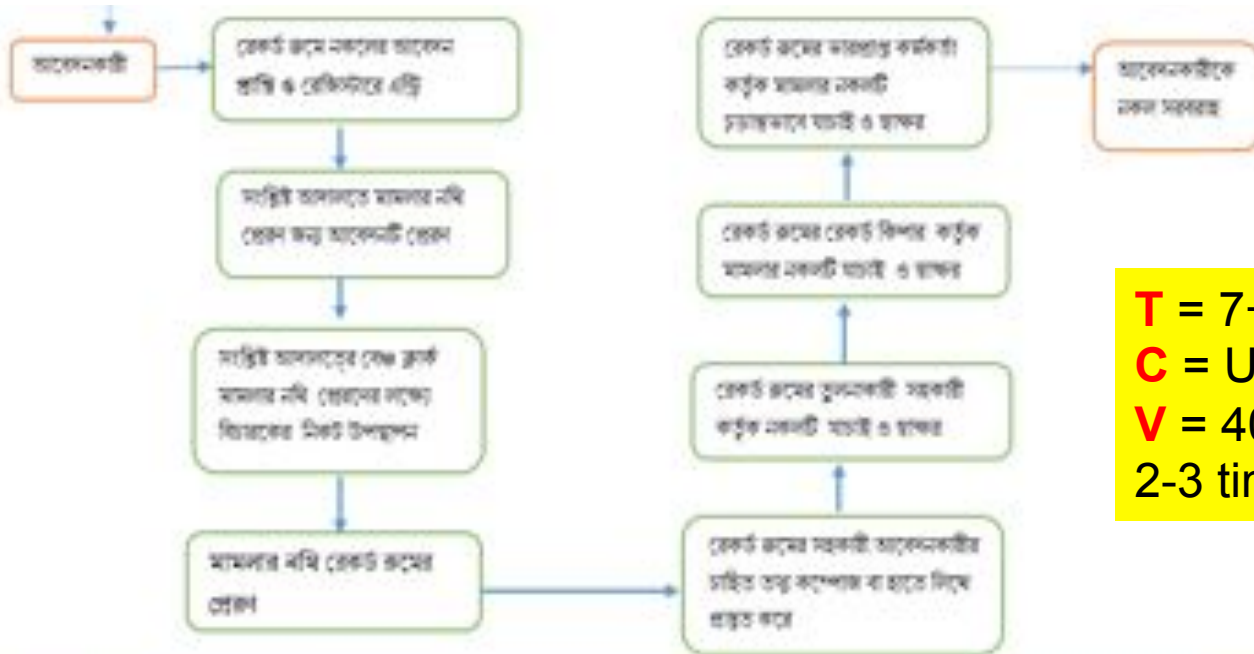 আবেদনকারী
রেকর্ড রুমে নকলের আবেদন
প্রাপ্তি ও রেজিস্টারে এন্ট্রি
সংশ্লিষ্ট আদালতে মামলার নথি
প্রেরণ জন্য আবেদনটি প্রেরণ
সংশ্লিষ্ট আদালতের বেঞ্চ ক্লার্ক
মামলার নথি প্রেরনের লক্ষ্যে
বিচারকের নিকট উপস্থাপন
মামলার নথি রেকর্ড রুমের
প্রেরণ
রেকর্ড রুমের সহকারী আবেদনকারীর
চাহিত তথ্য কম্পোজ বা হাতে লিখে
প্রস্তুত করে
রেকর্ড রুমের তুলনাকারী সহকারী
কর্তৃক নকলটি যাচাই ও স্বাক্ষর
রেকর্ড রুমের রেকর্ড কিপার কর্তৃক
মামলার নকলটি যাচাই ও স্বাক্ষর
রেকর্ড রুমের ভারপ্রাপ্ত কর্মকর্তা
কর্তৃক মামলার নকলটি
চূড়ান্তভাবে যাচাই ও স্বাক্ষর
আবেদনকারীকে
নকল সরবরাহ
T = 7-
C = U
V = 40
2-3